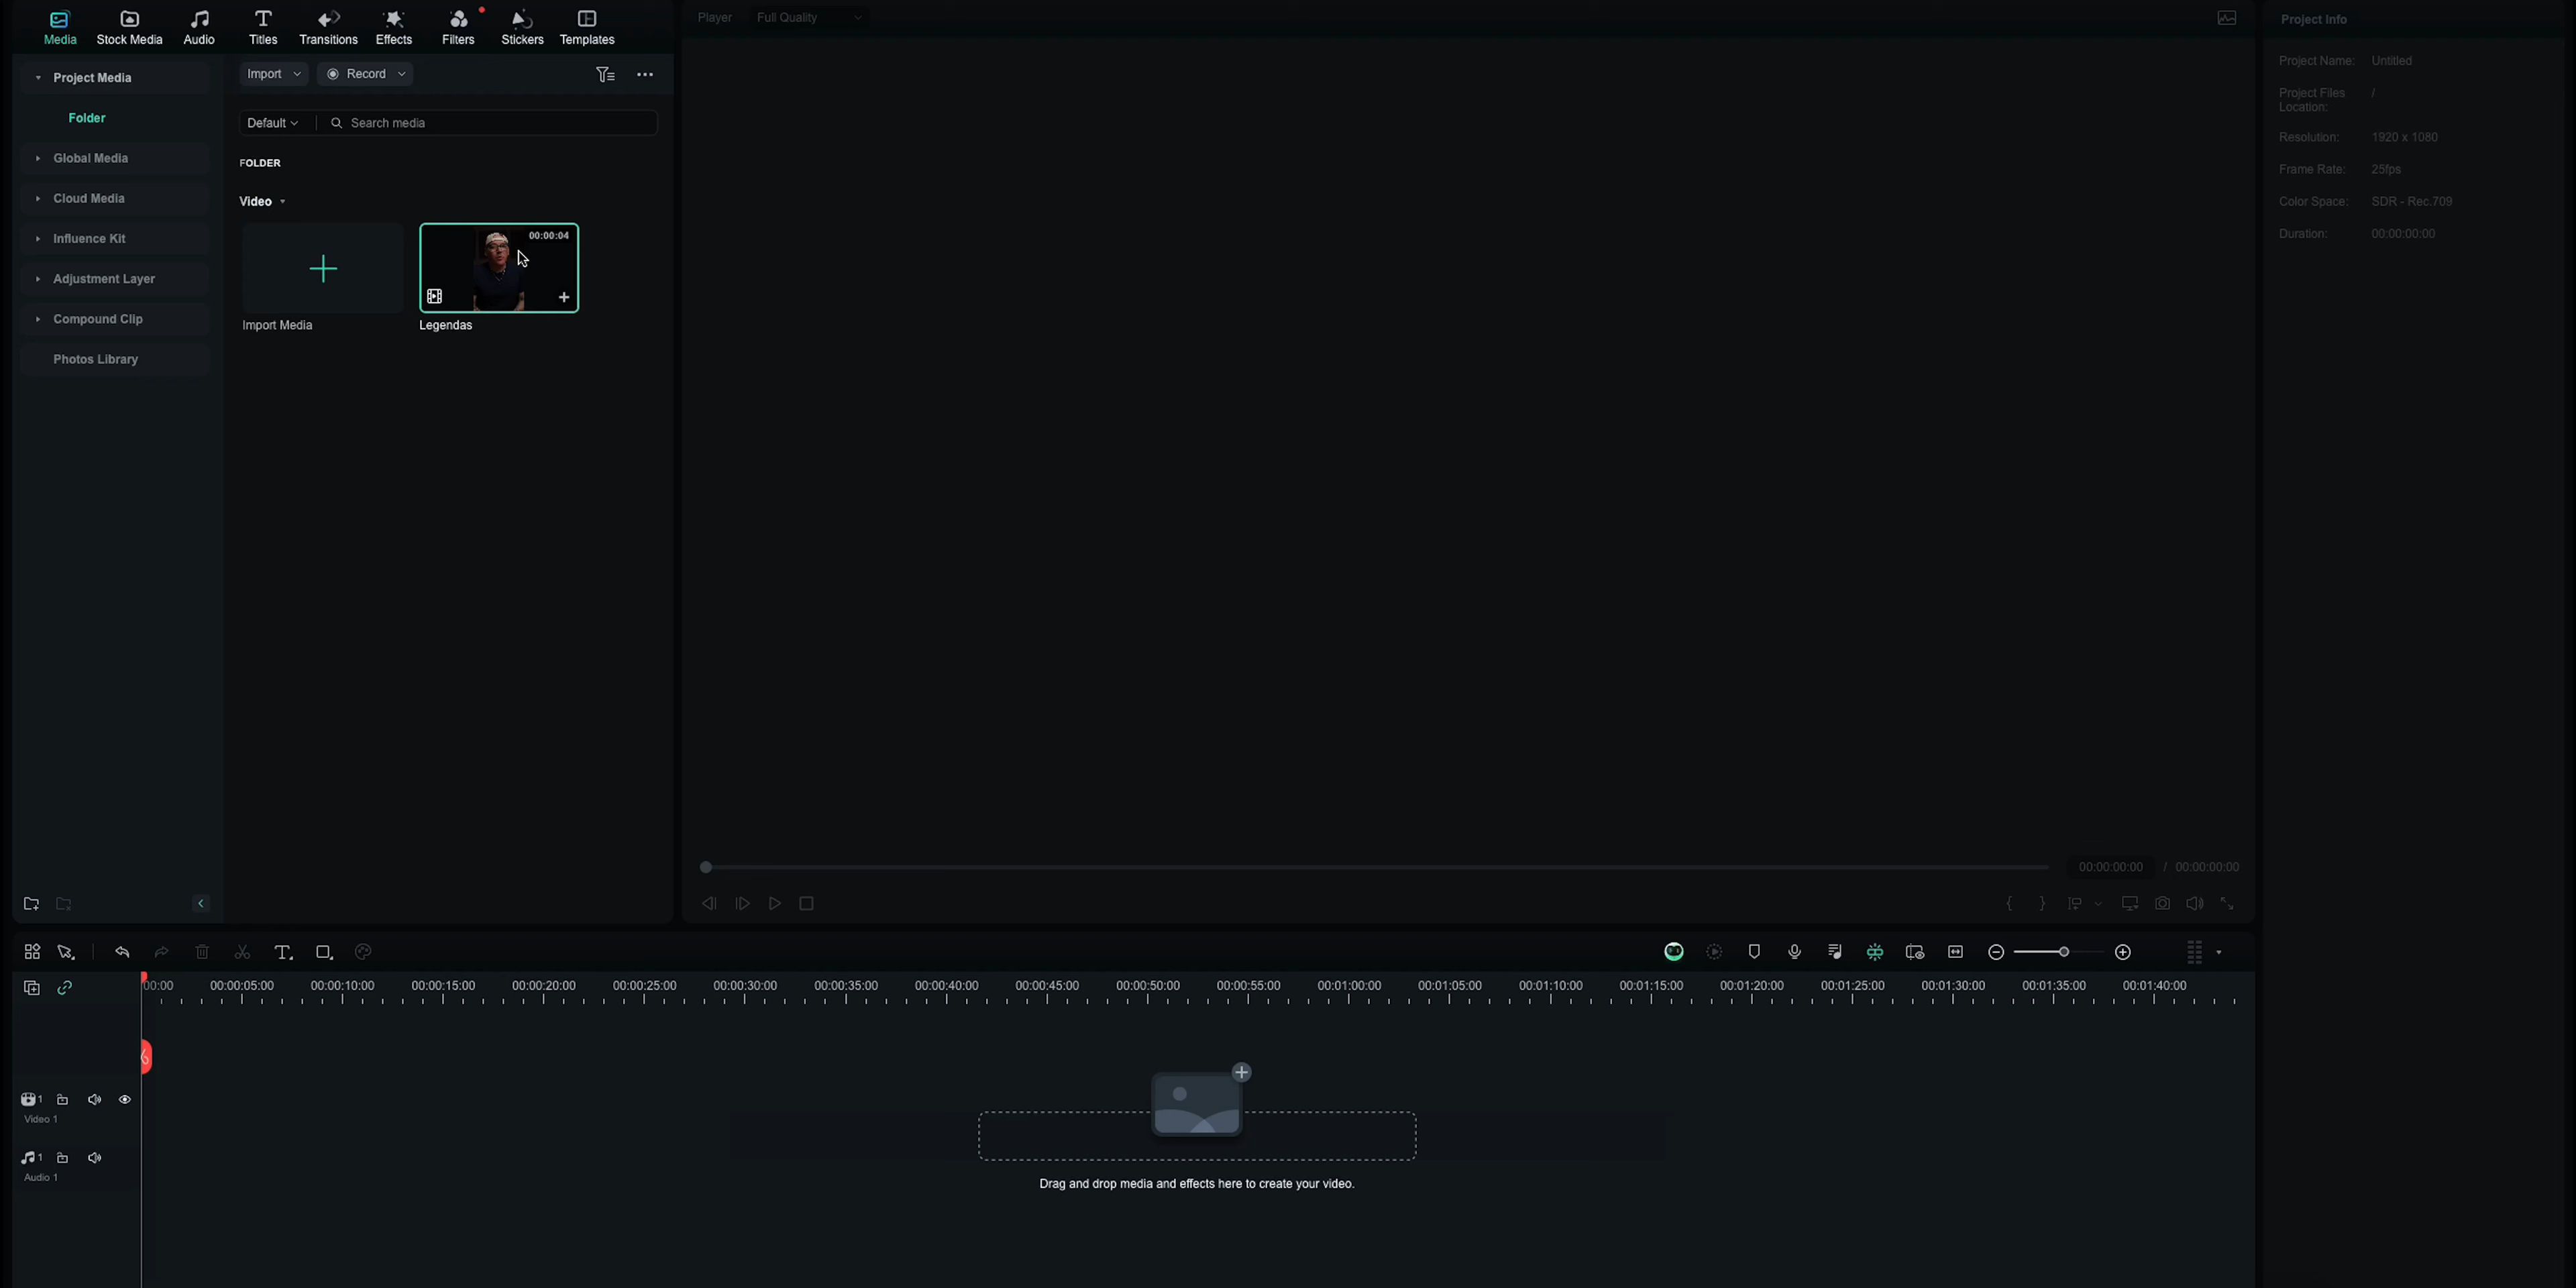 Media
Stock Media
Audio
Titles
Transitions
Effects
Filters
Stickers
Templates
Player
Full Quality
Project Info
Project Media
Folder
Global Media
Cloud Media
Influence Kit
Adjustment Layer
Compound Clip
Photos Library
Import
Record
Default
Search media
FOLDER
Video
00:00:04
Import Media
Legendas
Project Name: Untitled
Project Files
Location: /
Resolution: 1920 x 1080
Frame Rate: 25fps
Color Space: SDR - Rec.709
Duration: 00:00:00:00
00:00:00:00 / 00:00:00:00
00:00 00:00:05:00 00:00:10:00 00:00:15:00 00:00:20:00 00:00:25:00 00:00:30:00 00:00:35:00 00:00:40:00 00:00:45:00 00:00:50:00 00:00:55:00 00:01:00:00 00:01:05:00 00:01:10:00 00:01:15:00 00:01:20:00 00:01:25:00 00:01:30:00 00:01:35:00 00:01:40:00
1
Video 1
1
Audio 1
Drag and drop media and effects here to create your video.